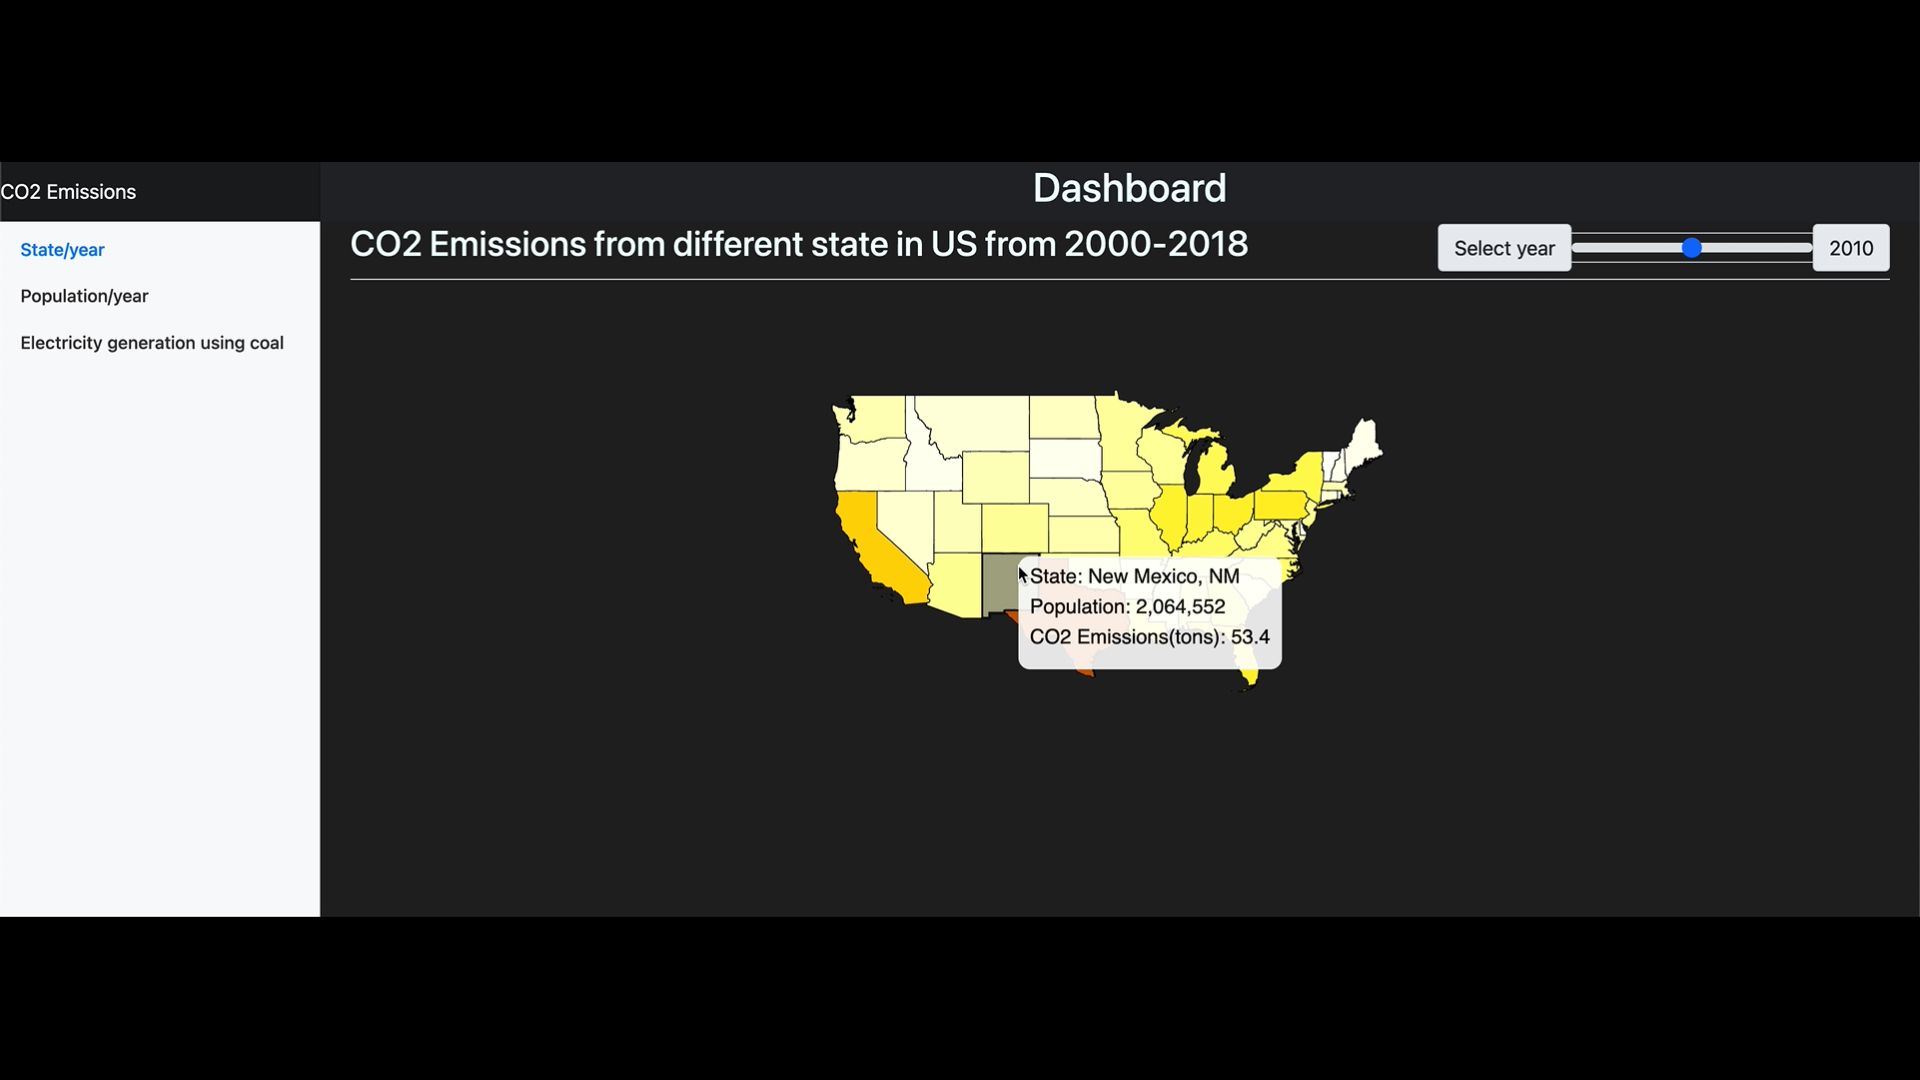 CO2 Emissions
Dashboard
State/year
Population/year
Electricity generation using coal
CO2 Emissions from different state in US from 2000-2018
Select year
2010
State: New Mexico, NM
Population: 2,064,552
CO2 Emissions(tons): 53.4